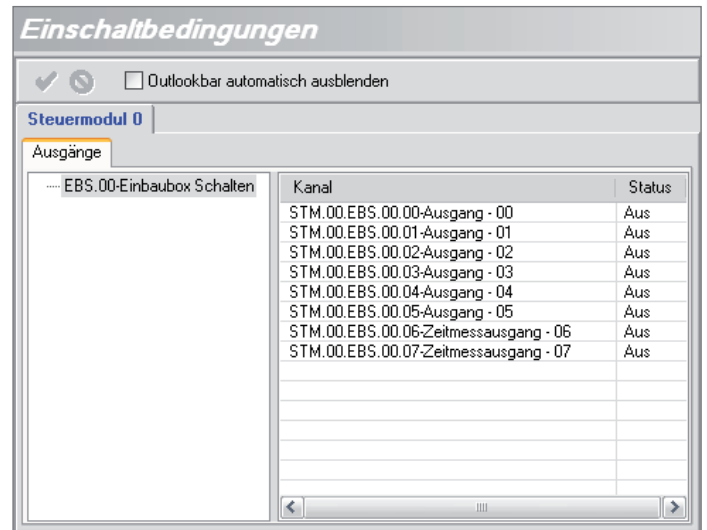 Einschaltbedingungen
Outlookbar automatisch ausblenden
Steuermodul 0
Ausgänge
EBS.00-Einbaubox Schalten
Kanal Status
STM.00.EBS.00.00-Ausgang - 00 Aus
STM.00.EBS.00.01-Ausgang - 01 Aus
STM.00.EBS.00.02-Ausgang - 02 Aus
STM.00.EBS.00.03-Ausgang - 03 Aus
STM.00.EBS.00.04-Ausgang - 04 Aus
STM.00.EBS.00.05-Ausgang - 05 Aus
STM.00.EBS.00.06-Zeitmessausgang - 06 Aus
STM.00.EBS.00.07-Zeitmessausgang - 07 Aus